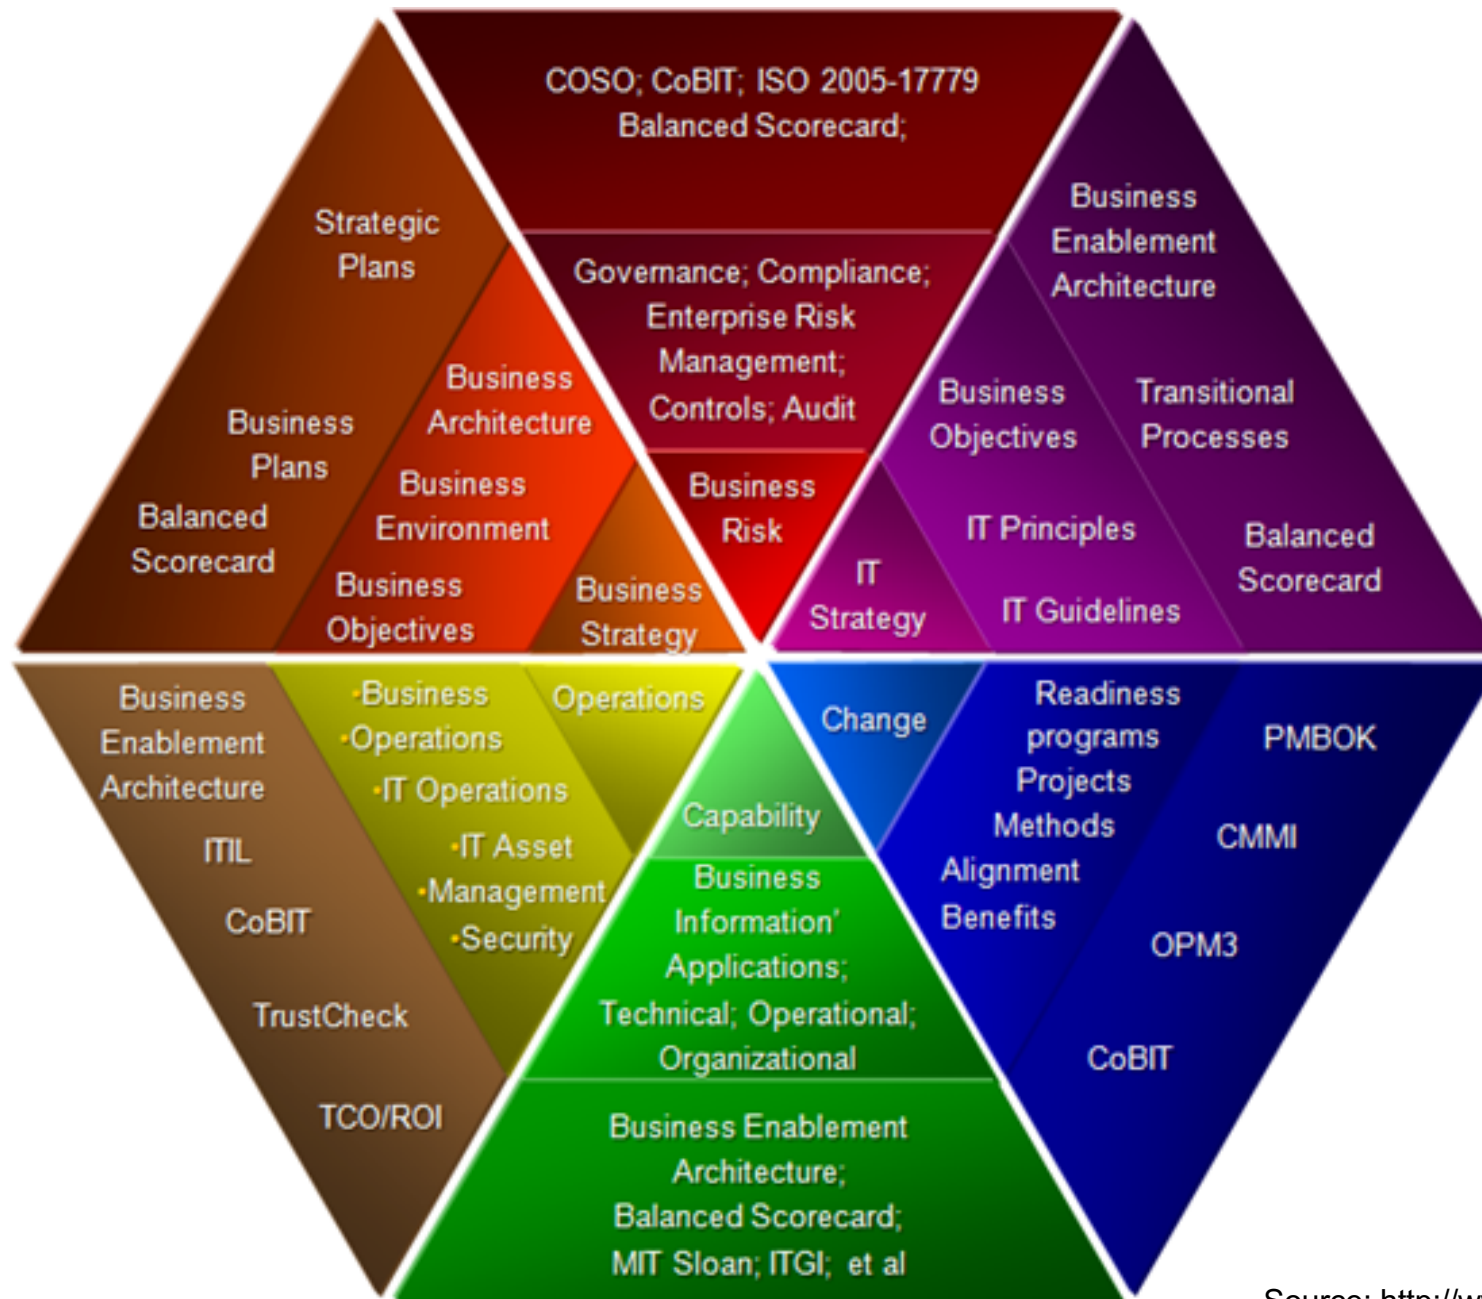 COSO; CoBIT; ISO 2005-17779
Balanced Scorecard;
Governance; Compliance;
Enterprise Risk
Management;
Controls; Audit
Business
Risk
Strategic
Plans
Business
Plans
Balanced
Scorecard
Business
Architecture
Business
Environment
Business
Objectives
Business
Strategy
Business
Enablement
Architecture
Transitional
Processes
Balanced
Scorecard
Business
Objectives
IT Principles
IT Guidelines
IT
Strategy
Business
Enablement
Architecture
ITIL
CoBIT
TrustCheck
TCO/ROI
•Business
•Operations
•IT Operations
•IT Asset
•Management
•Security
Operations
Capability
Business
Information’
Applications;
Technical; Operational;
Organizational
Business Enablement
Architecture;
Balanced Scorecard;
MIT Sloan; ITGI; et al
Change
Readiness
programs
Projects
Methods
Alignment
Benefits
PMBOK
CMMI
OPM3
CoBIT
Source: http://w